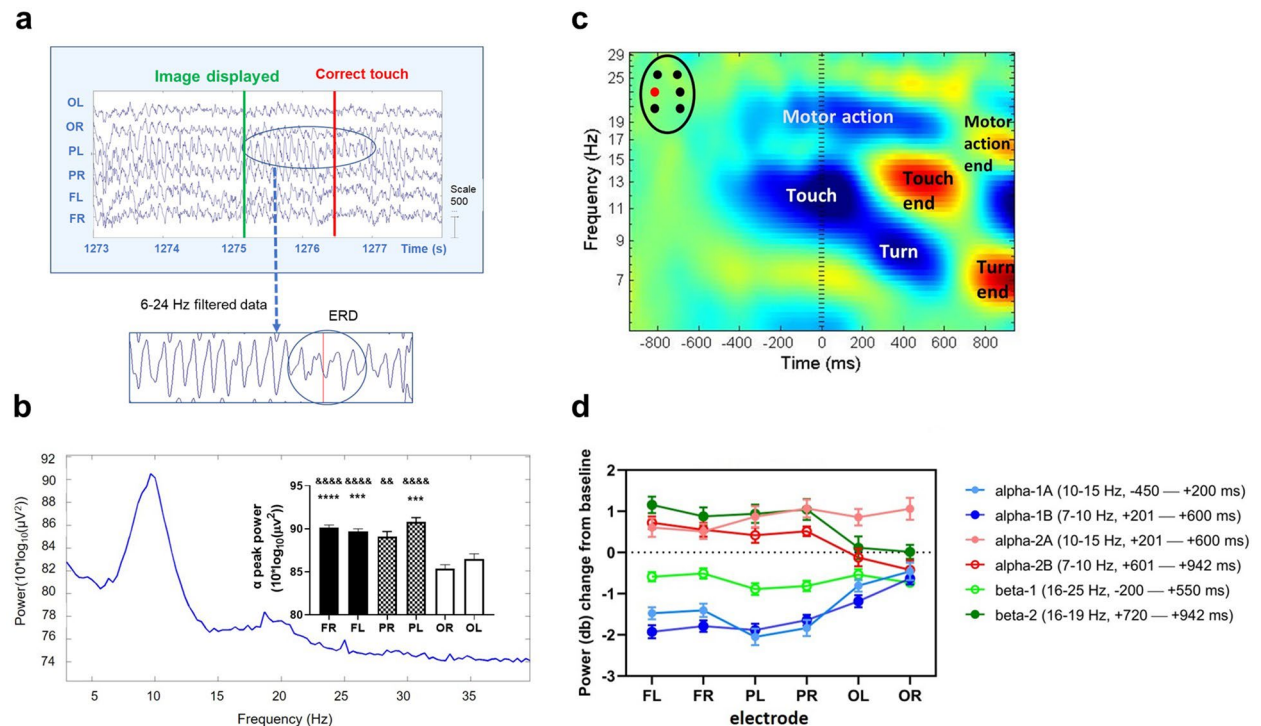 a
Image displayed
Correct touch
OL
OR
PL
PR
FL
FR
Scale
500
1273 1274 1275 1276 1277 Time (s)
6-24 Hz filtered data
ERD
b
92
90
88
86
84
82
80
78
76
74
Power(10*log10(μV²))
5 10 15 20 25 30 35
Frequency (Hz)
&&&& &&&& && &&&&
**** *** ***
95
90
85
80
α peak power
(10*log10(μv²)
FR FL PR PL OR OL
c
29
25
19
17
15
13
11
9
7
Frequency (Hz)
Motor action
Motor
action
end
Touch
Touch
end
Turn
Turn
end
-800 -600 -400 -200 0 200 400 600 800
Time (ms)
d
2
1
0
-1
-2
-3
Power (db) change from baseline
FL FR PL PR OL OR
electrode
alpha-1A (10-15 Hz, -450 — +200 ms)
alpha-1B (7-10 Hz, +201 — +600 ms)
alpha-2A (10-15 Hz, +201 — +600 ms)
alpha-2B (7-10 Hz, +601 — +942 ms)
beta-1 (16-25 Hz, -200 — +550 ms)
beta-2 (16-19 Hz, +720 — +942 ms)